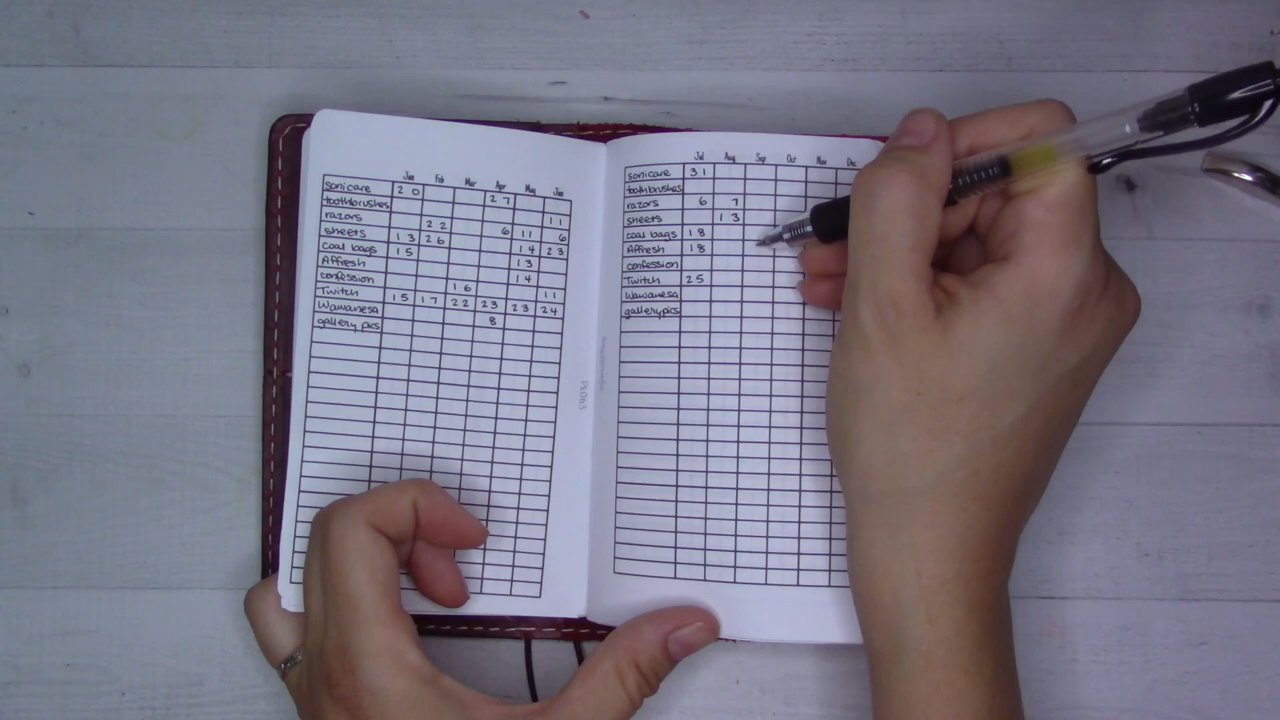 Jan Feb Mar Apr May Jun
sonicare 20 27
toothbrushes 11
razors 22 6 11 6
sheets 13 26 14 23
coal bags 15 13
Affresh 14
confession 16 11
Twitch 15 17 22 23 23 24
Wawanesa 8
gallery pics
Jul Aug Sep Oct Nov Dec
sonicare 31
toothbrushes
razors 6 7
sheets 13
coal bags 18
Affresh 18
confession
Twitch 25
Wawanesa
gallery pics